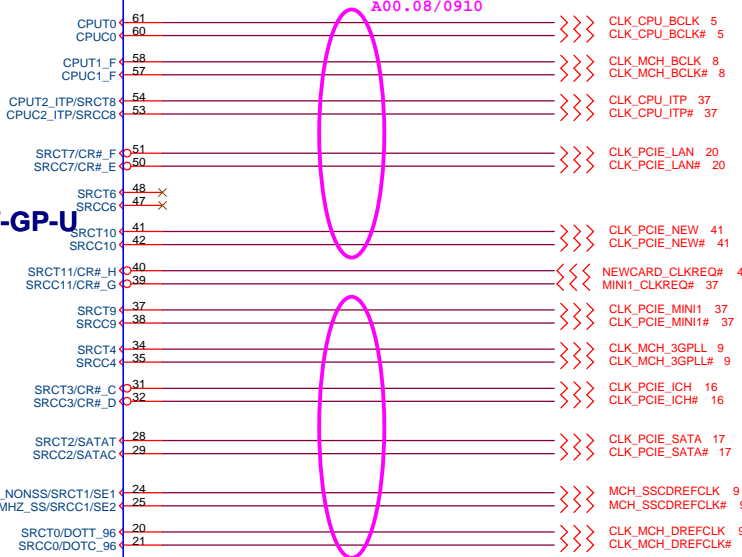 A00.08/0910
CPUT0 61 CLK_CPU_BCLK 5
CPUC0 60 CLK_CPU_BCLK# 5
CPUT1_F 58 CLK_MCH_BCLK 8
CPUC1_F 57 CLK_MCH_BCLK# 8
CPUT2_ITP/SRCT8 54 CLK_CPU_ITP 37
CPUC2_ITP/SRCC8 53 CLK_CPU_ITP# 37
SRCT7/CR#_F 51 CLK_PCIE_LAN 20
SRCC7/CR#_E 50 CLK_PCIE_LAN# 20
SRCT6 48
SRCC6 47
-GP-U
SRCT10 41 CLK_PCIE_NEW 41
SRCC10 42 CLK_PCIE_NEW# 41
SRCT11/CR#_H 40 NEWCARD_CLKREQ# 4
SRCC11/CR#_G 39 MINI1_CLKREQ# 37
SRCT9 37 CLK_PCIE_MINI1 37
SRCC9 38 CLK_PCIE_MINI1# 37
SRCT4 34 CLK_MCH_3GPLL 9
SRCC4 35 CLK_MCH_3GPLL# 9
SRCT3/CR#_C 31 CLK_PCIE_ICH 16
SRCC3/CR#_D 32 CLK_PCIE_ICH# 16
SRCT2/SATAT 28 CLK_PCIE_SATA 17
SRCC2/SATAC 29 CLK_PCIE_SATA# 17
_NONSS/SRCT1/SE1 24 MCH_SSCDREFCLK 9
MHZ_SS/SRCC1/SE2 25 MCH_SSCDREFCLK# 9
SRCT0/DOTT_96 20 CLK_MCH_DREFCLK 9
SRCC0/DOTC_96 21 CLK_MCH_DREFCLK#